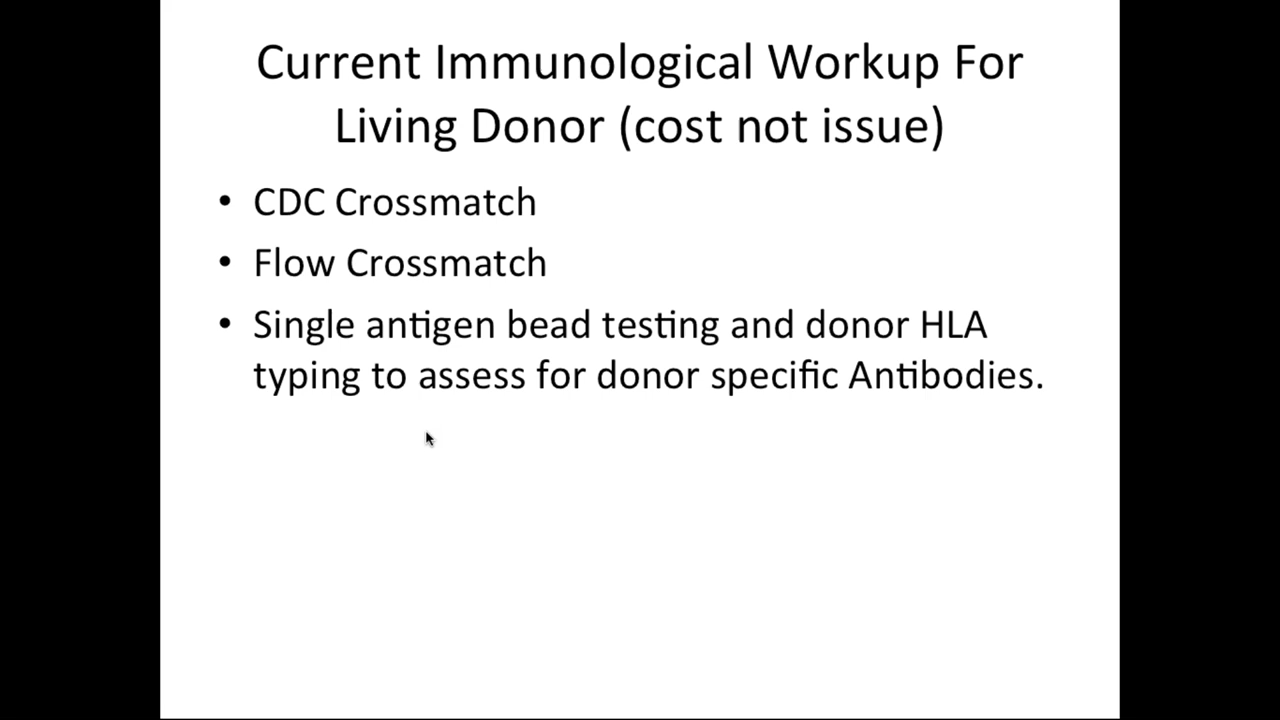 Current Immunological Workup For
Living Donor (cost not issue)
• CDC Crossmatch
• Flow Crossmatch
• Single antigen bead testing and donor HLA
typing to assess for donor specific Antibodies.